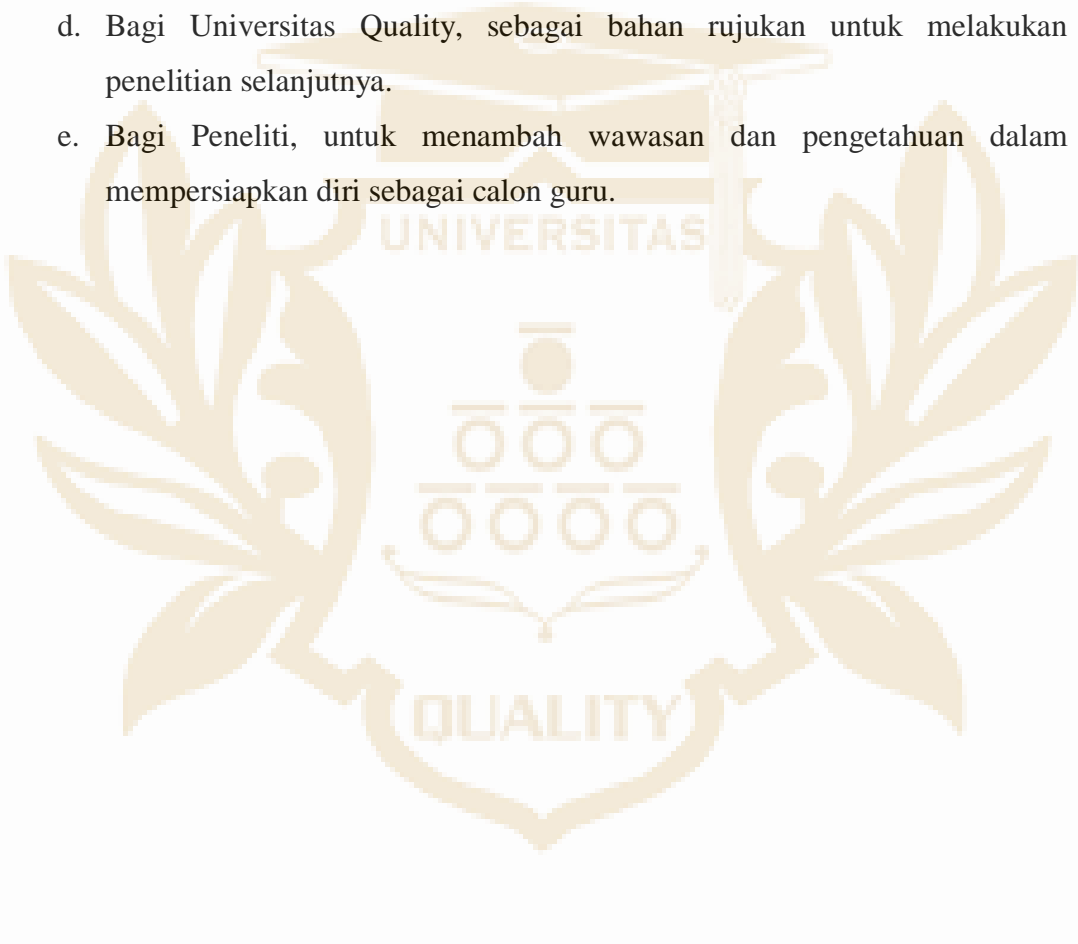 d. Bagi Universitas Quality, sebagai bahan rujukan untuk melakukan
penelitian selanjutnya.
e. Bagi Peneliti, untuk menambah wawasan dan pengetahuan dalam
mempersiapkan diri sebagai calon guru.
UNIVERSITAS
QUALITY